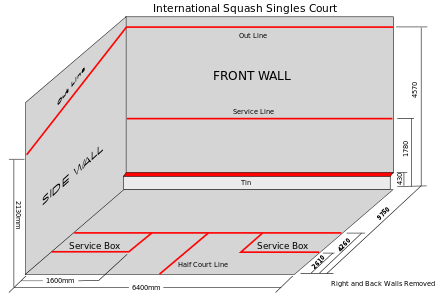 International Squash Singles Court
Out Line
OUT LINE
FRONT WALL
4570
Service Line
1780
SIDE WALL
430
Tin
2130mm
9750
Service Box
Service Box
4260
Half Court Line
2610
1600mm
6400mm
Right and Back Walls Removed